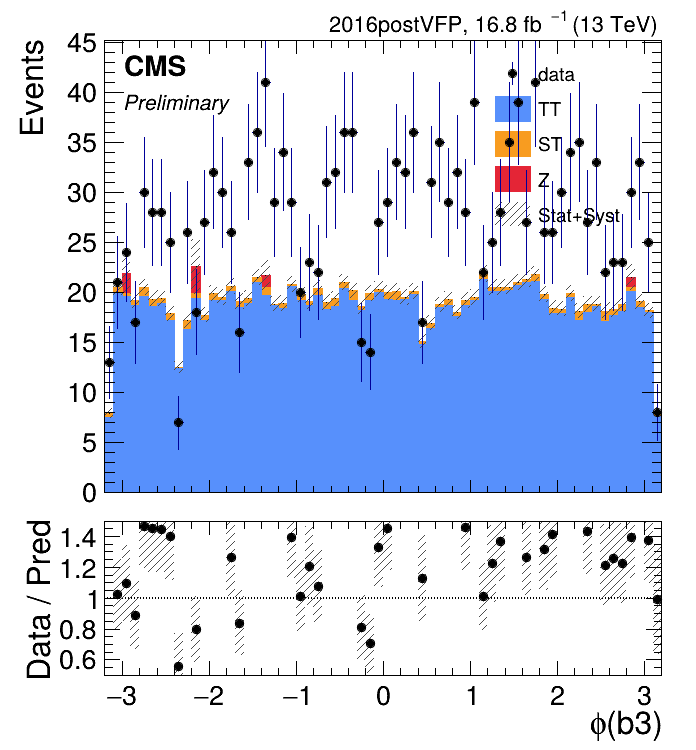 2016postVFP, 16.8 fb⁻¹ (13 TeV)
Events
CMS
Preliminary
data
TT
ST
Z
Stat+Syst
45
40
35
30
25
20
15
10
5
0
Data / Pred
1.4
1.2
1
0.8
0.6
−3 −2 −1 0 1 2 3
ϕ(b3)